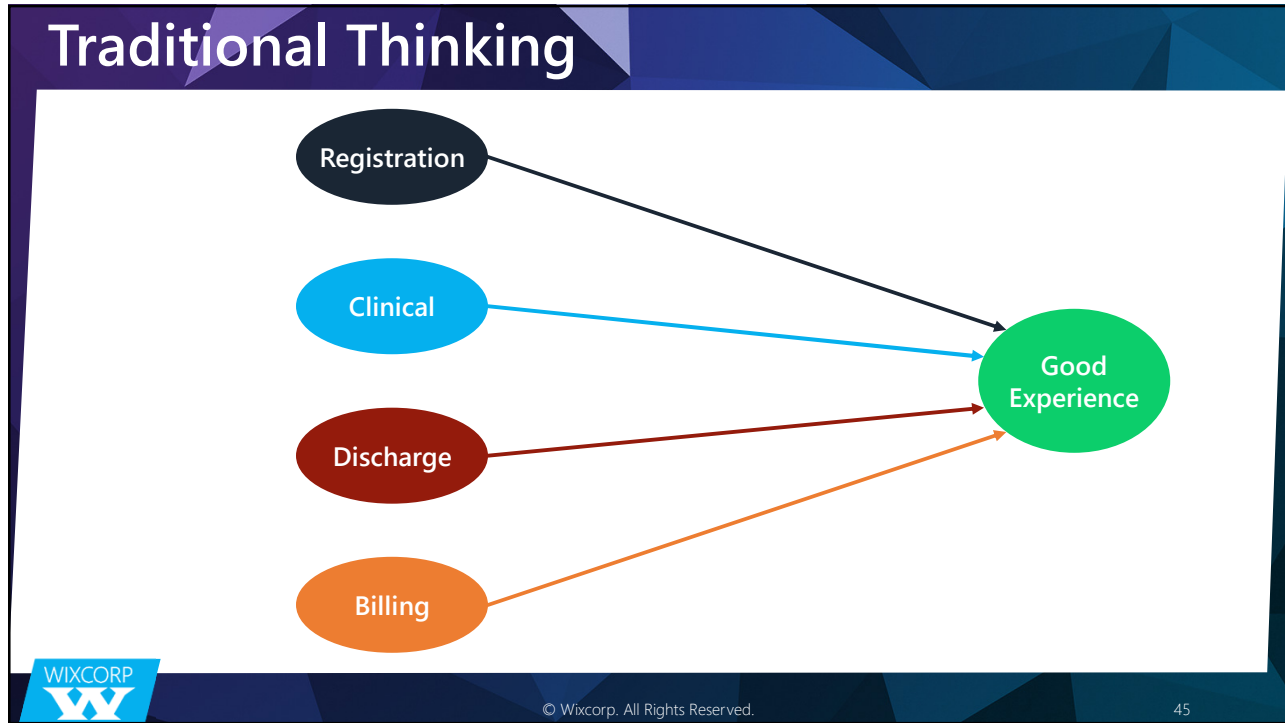 Traditional Thinking
Registration
Clinical
Discharge
Billing
Good
Experience
WIXCORP
W
© Wixcorp. All Rights Reserved.
45